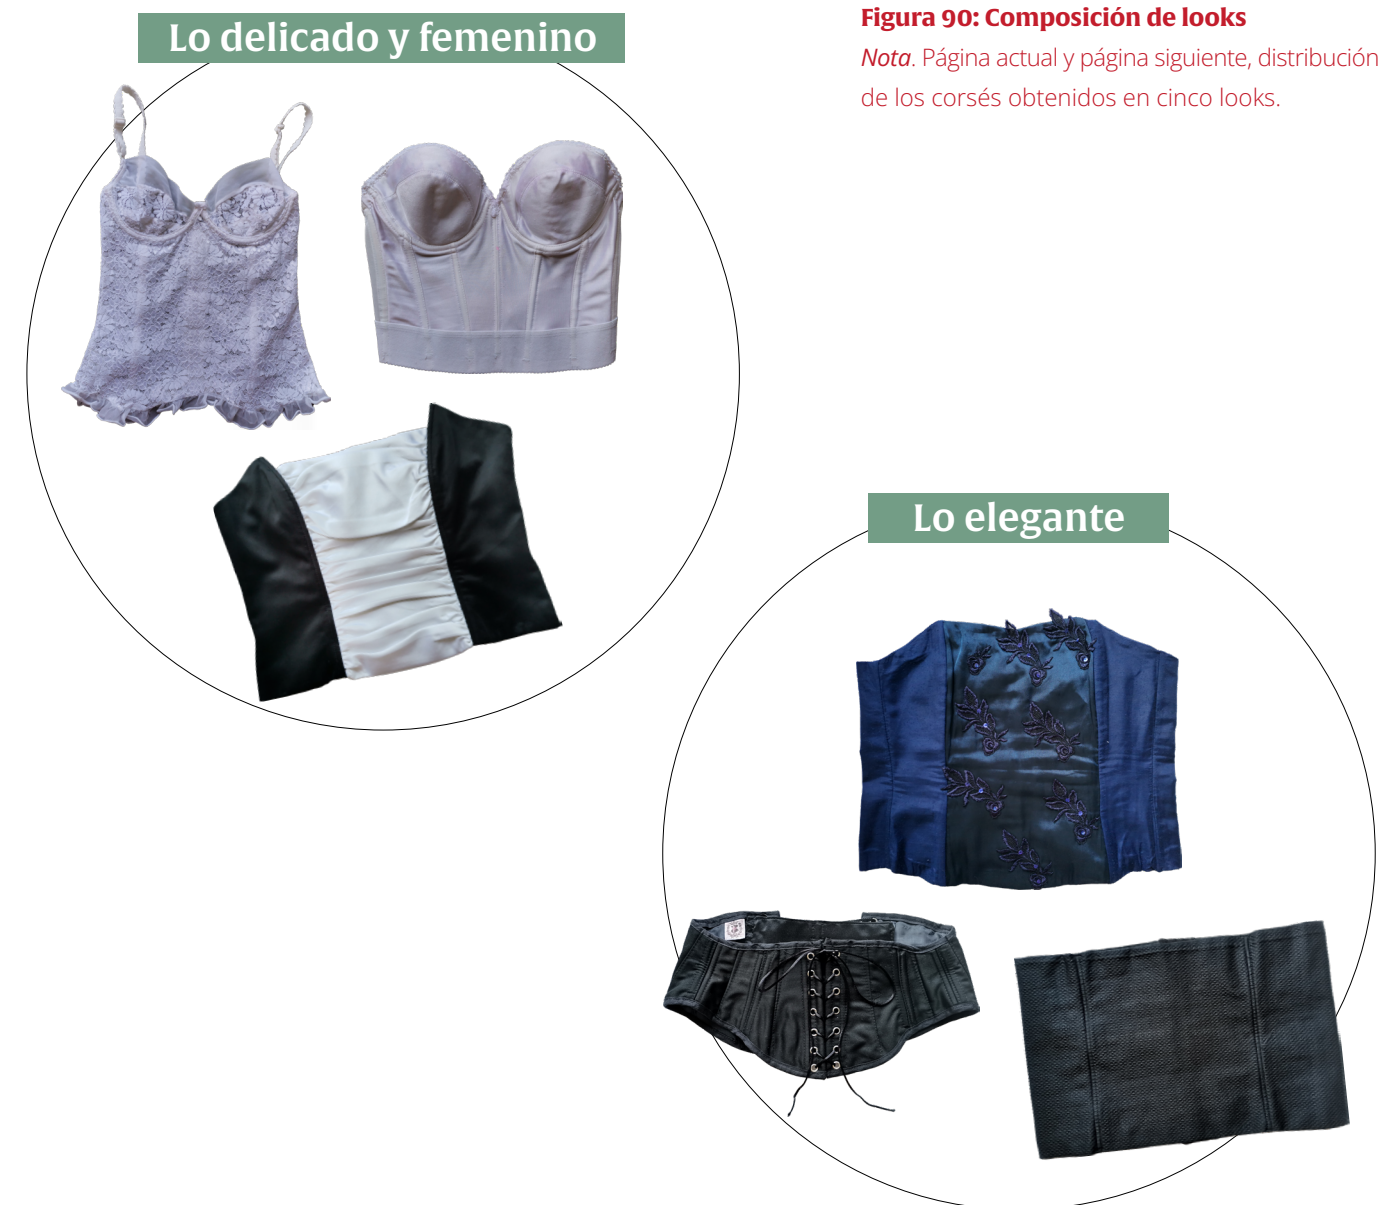 Lo delicado y femenino
Figura 90: Composición de looks
Nota. Página actual y página siguiente, distribución
de los corsés obtenidos en cinco looks.
Lo elegante